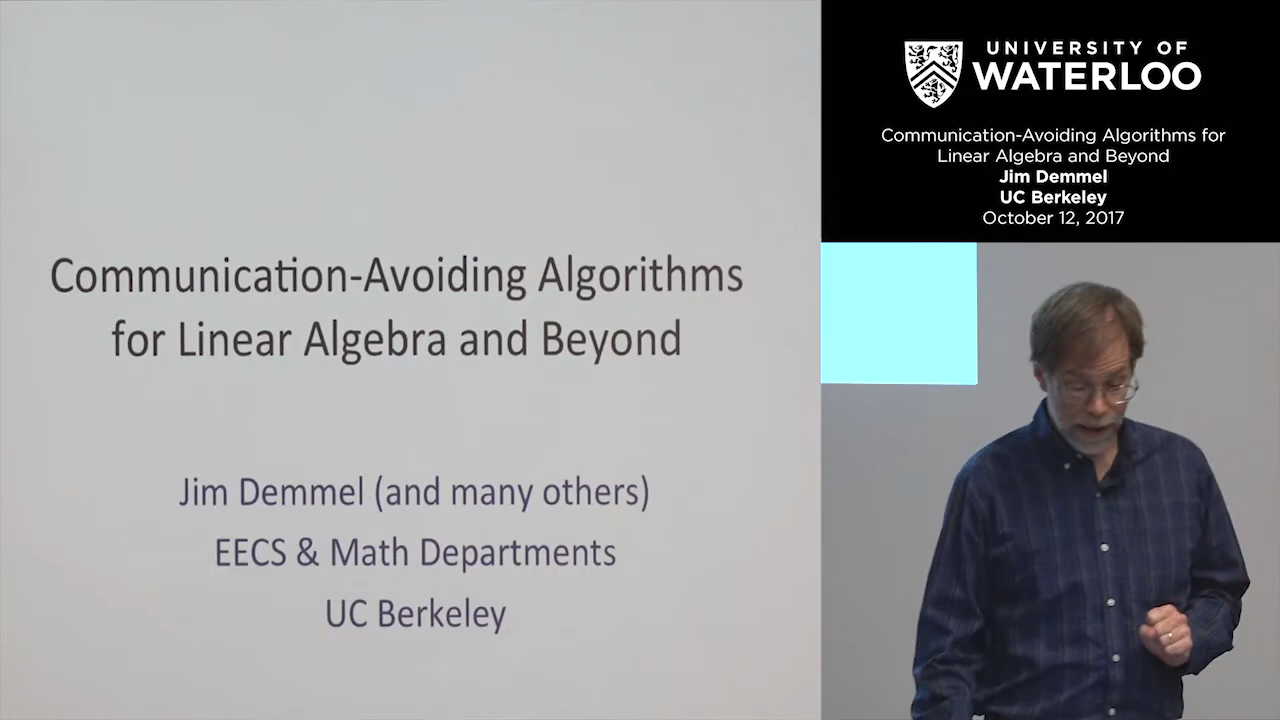 Communication-Avoiding Algorithms
for Linear Algebra and Beyond
Jim Demmel (and many others)
EECS & Math Departments
UC Berkeley
UNIVERSITY OF
WATERLOO
Communication-Avoiding Algorithms for
Linear Algebra and Beyond
Jim Demmel
UC Berkeley
October 12, 2017